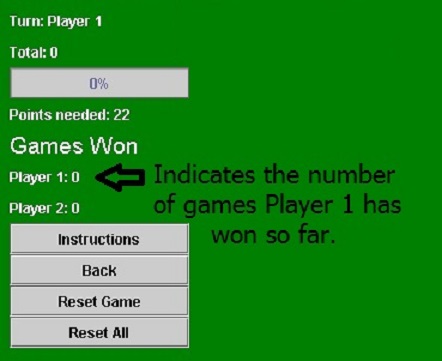 Turn: Player 1
Total: 0
0%
Points needed: 22
Games Won
Player 1: 0
Indicates the number
of games Player 1 has
won so far.
Player 2: 0
Instructions
Back
Reset Game
Reset All